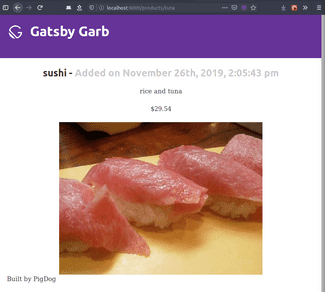 localhost:8000/products/tuna
Gatsby Garb
sushi - Added on November 26th, 2019, 2:05:43 pm
rice and tuna
$29.54
Built by PigDog